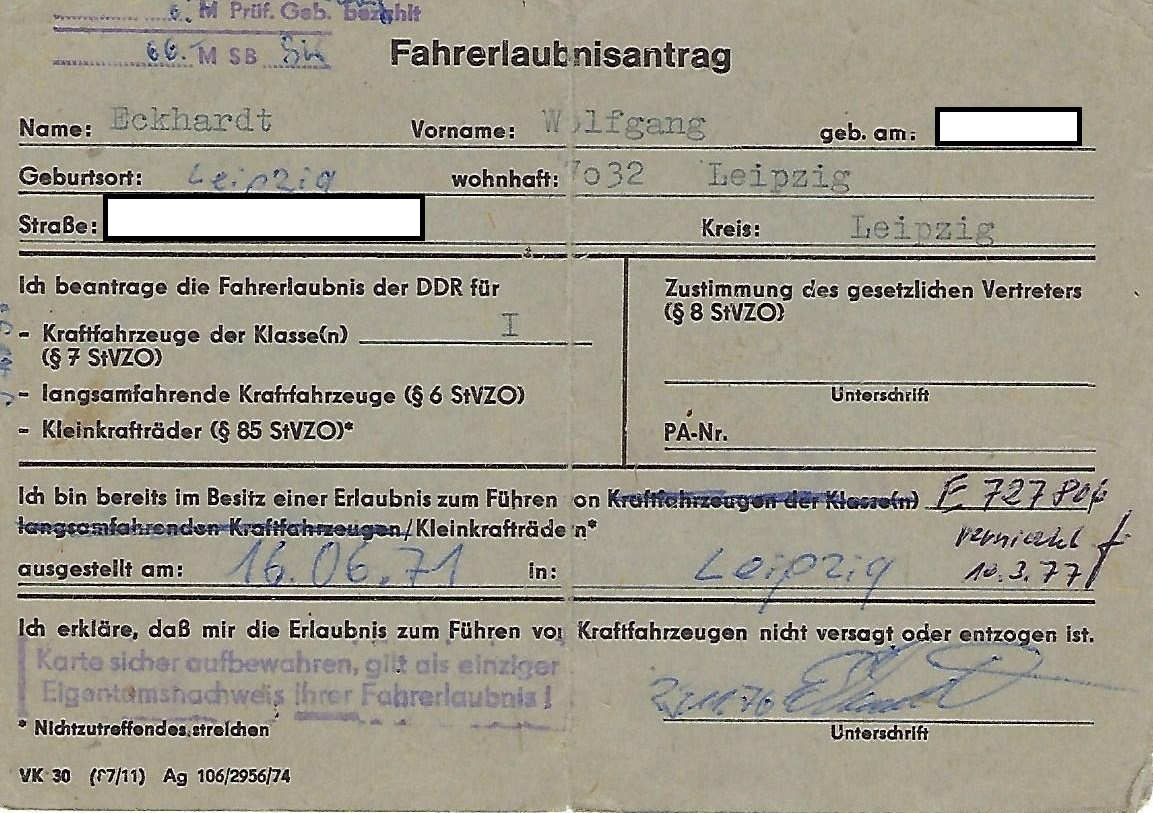 6. M Prüf. Geb. bezahlt
66. M SB
Fahrerlaubnisantrag
Name: Eckhardt Vorname: Wolfgang geb. am:
Geburtsort: Leipzig wohnhaft: 7032 Leipzig
Straße: Kreis: Leipzig
Ich beantrage die Fahrerlaubnis der DDR für
- Kraftfahrzeuge der Klasse(n) I
(§ 7 StVZO)
- langsamfahrende Kraftfahrzeuge (§ 6 StVZO)
- Kleinkrafträder (§ 85 StVZO)*
Zustimmung des gesetzlichen Vertreters
(§ 8 StVZO)
Unterschrift
PA-Nr.
Ich bin bereits im Besitz einer Erlaubnis zum Führen von Kraftfahrzeugen der Klasse(n) E 727806
langsamfahrenden Kraftfahrzeugen/Kleinkrafträdern*
vernichtet
ausgestellt am: 16.06.71 in: Leipzig 10.3.77
Ich erkläre, daß mir die Erlaubnis zum Führen von Kraftfahrzeugen nicht versagt oder entzogen ist.
Karte sicher aufbewahren, gilt als einziger
Eigentumsnachweis Ihrer Fahrerlaubnis!
* Nichtzutreffendes streichen
Unterschrift
VK 30 (87/11) Ag 106/2956/74